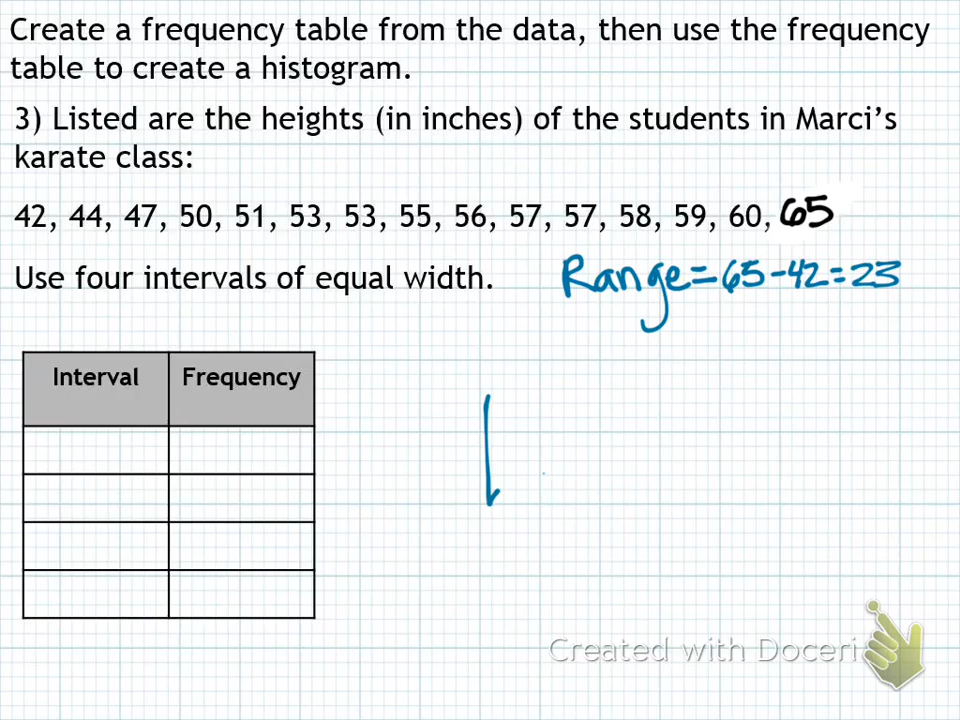 Create a frequency table from the data, then use the frequency
table to create a histogram.
3) Listed are the heights (in inches) of the students in Marci’s
karate class:
42, 44, 47, 50, 51, 53, 53, 55, 56, 57, 57, 58, 59, 60, 65
Use four intervals of equal width. Range=65-42=23
Interval Frequency
Created with Doceri